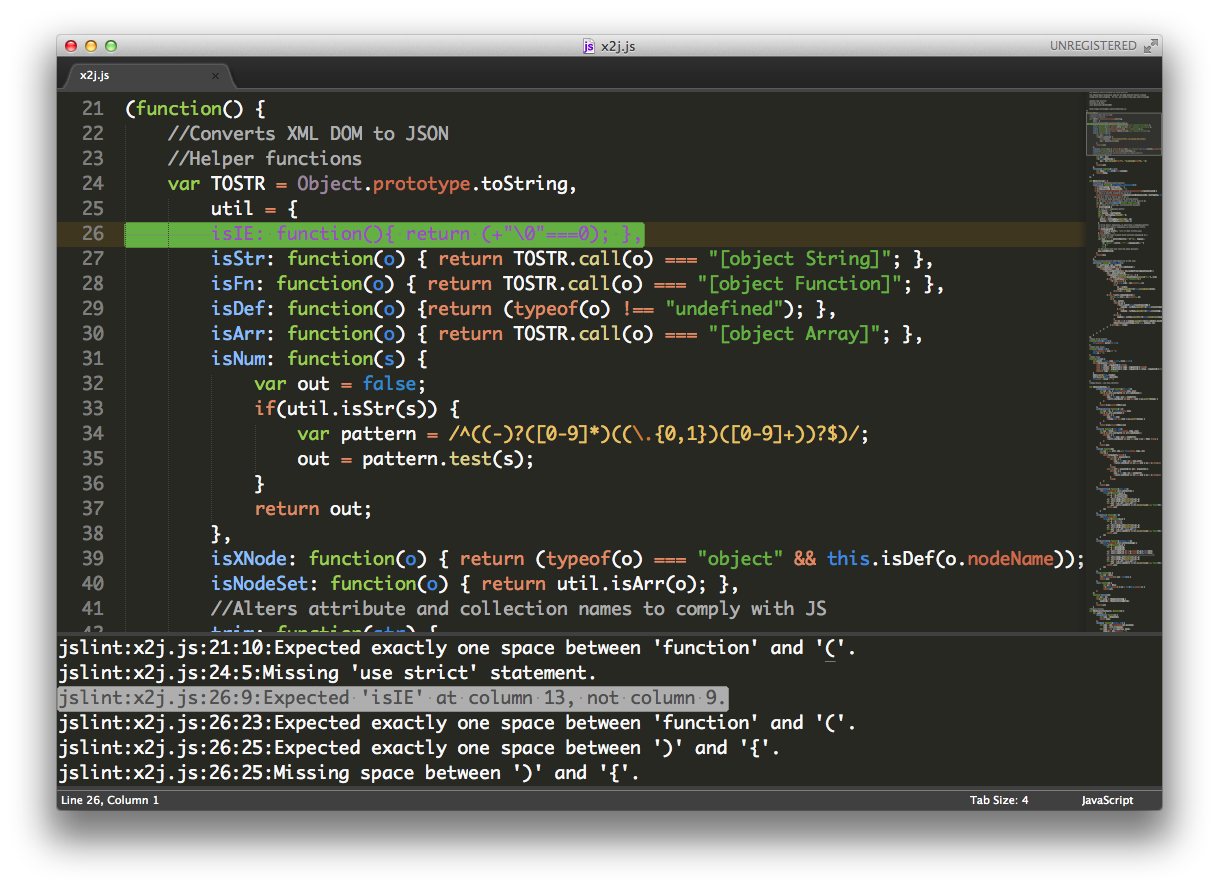 js x2j.js
UNREGISTERED
x2j.js ×
21 (function() {
22 //Converts XML DOM to JSON
23 //Helper functions
24 var TOSTR = Object.prototype.toString,
25 util = {
26 isIE: function(){ return (+"\0"===0); },
27 isStr: function(o) { return TOSTR.call(o) === "[object String]"; },
28 isFn: function(o) { return TOSTR.call(o) === "[object Function]"; },
29 isDef: function(o) {return (typeof(o) !== "undefined"); },
30 isArr: function(o) { return TOSTR.call(o) === "[object Array]"; },
31 isNum: function(s) {
32 var out = false;
33 if(util.isStr(s)) {
34 var pattern = /^((-)?([0-9]*)((\.{0,1})([0-9]+))?$)/;
35 out = pattern.test(s);
36 }
37 return out;
38 },
39 isXNode: function(o) { return (typeof(o) === "object" && this.isDef(o.nodeName));
40 isNodeSet: function(o) { return util.isArr(o); },
41 //Alters attribute and collection names to comply with JS
42 trim: function(str) {
jslint:x2j.js:21:10:Expected exactly one space between 'function' and '('.
jslint:x2j.js:24:5:Missing 'use strict' statement.
jslint:x2j.js:26:9:Expected 'isIE' at column 13, not column 9.
jslint:x2j.js:26:23:Expected exactly one space between 'function' and '('.
jslint:x2j.js:26:25:Expected exactly one space between ')' and '{'.
jslint:x2j.js:26:25:Missing space between ')' and '{'.
Line 26, Column 1
Tab Size: 4
JavaScript